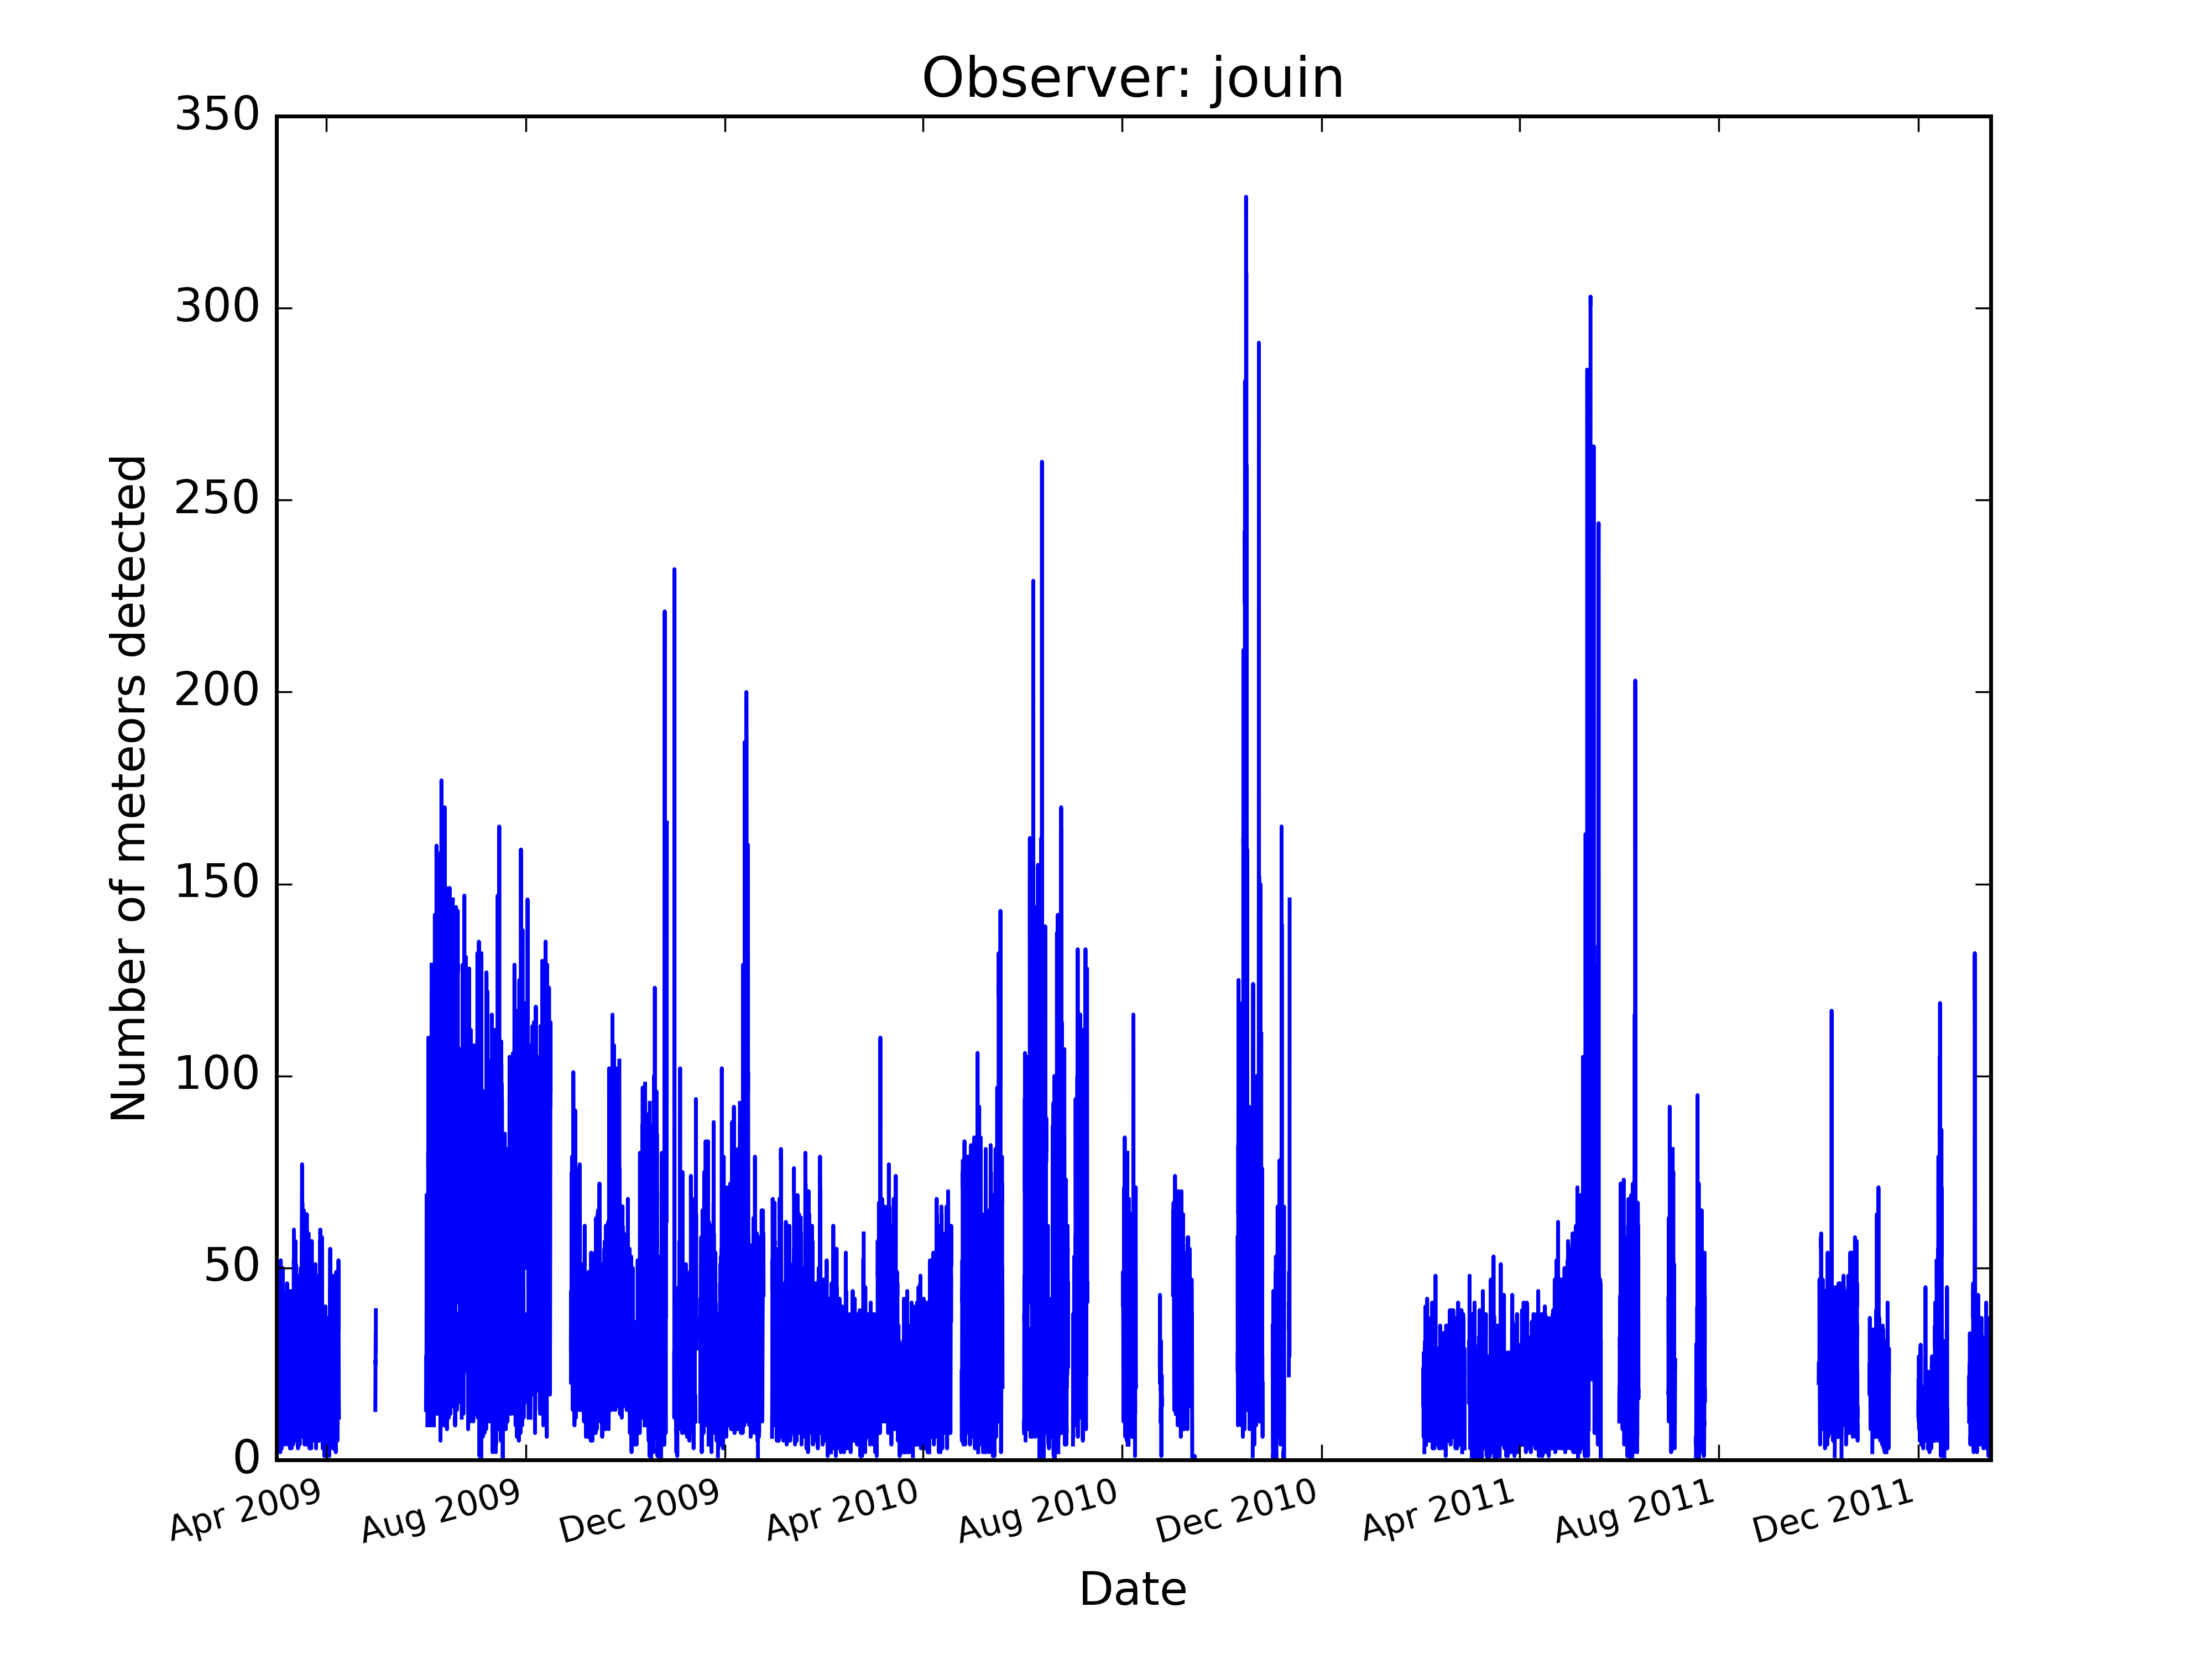 Observer: jouin
350
300
250
200
150
100
50
0
Number of meteors detected
Apr 2009
Aug 2009
Dec 2009
Apr 2010
Aug 2010
Dec 2010
Apr 2011
Aug 2011
Dec 2011
Date